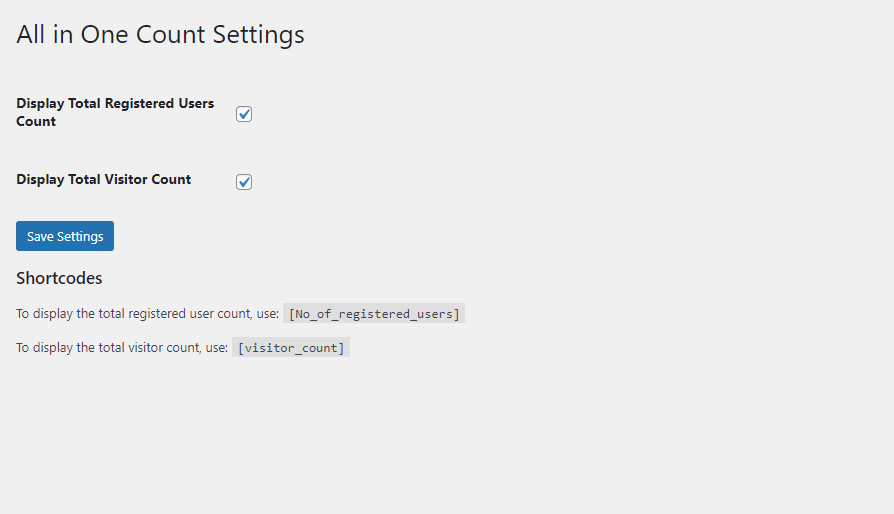 All in One Count Settings
Display Total Registered Users
Count
Display Total Visitor Count
Save Settings
Shortcodes
To display the total registered user count, use: [No_of_registered_users]
To display the total visitor count, use: [visitor_count]